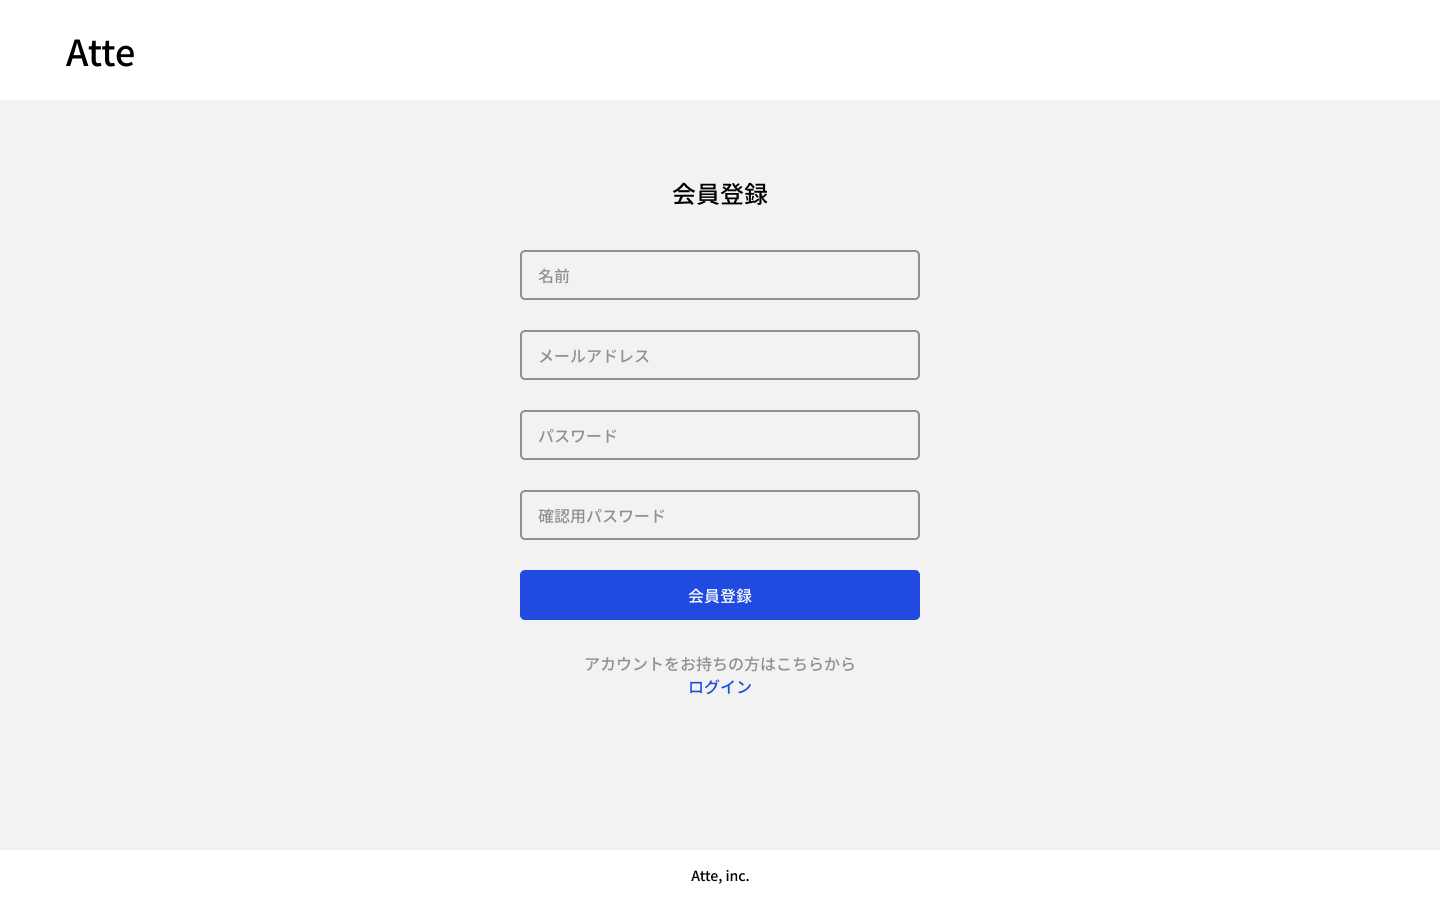 Atte
会員登録
名前
メールアドレス
パスワード
確認用パスワード
会員登録
アカウントをお持ちの方はこちらから
ログイン
Atte, inc.